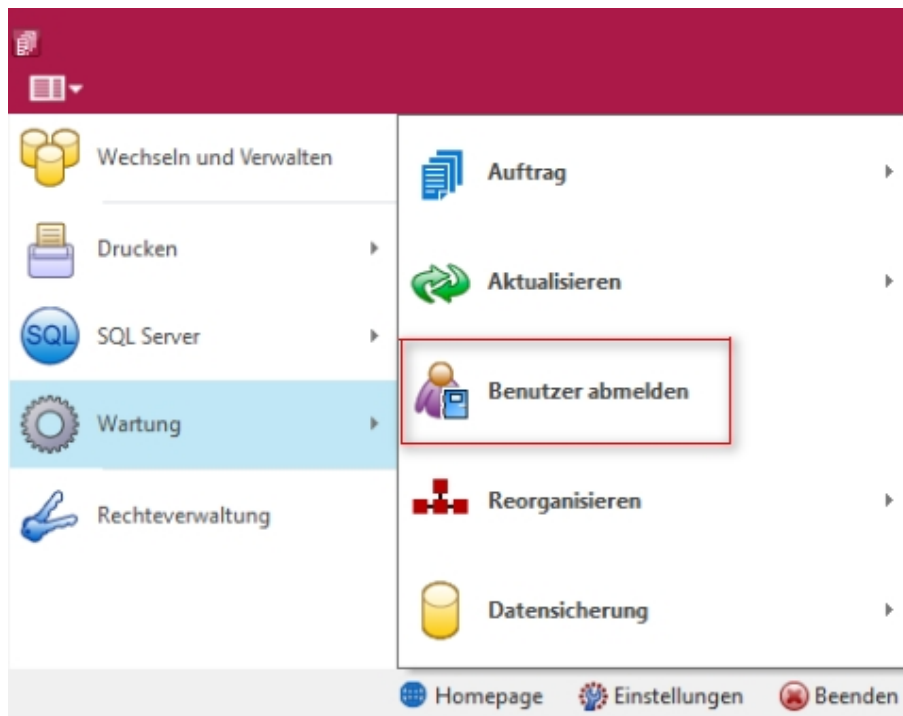 Wechseln und Verwalten
Drucken
SQL
SQL Server
Wartung
Rechteverwaltung
Auftrag
Aktualisieren
Benutzer abmelden
Reorganisieren
Datensicherung
Homepage Einstellungen Beenden